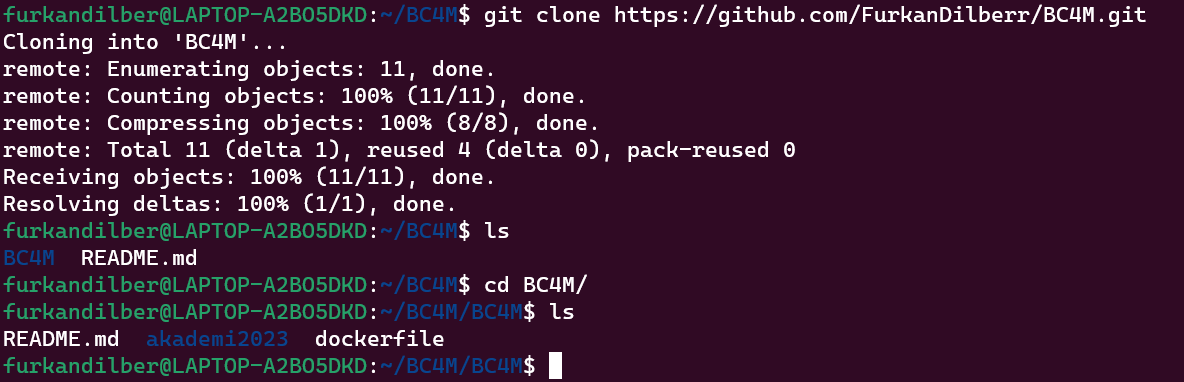 furkandilber@LAPTOP-A2BO5DKD:~/BC4M$ git clone https://github.com/FurkanDilberr/BC4M.git
Cloning into 'BC4M'...
remote: Enumerating objects: 11, done.
remote: Counting objects: 100% (11/11), done.
remote: Compressing objects: 100% (8/8), done.
remote: Total 11 (delta 1), reused 4 (delta 0), pack-reused 0
Receiving objects: 100% (11/11), done.
Resolving deltas: 100% (1/1), done.
furkandilber@LAPTOP-A2BO5DKD:~/BC4M$ ls
BC4M  README.md
furkandilber@LAPTOP-A2BO5DKD:~/BC4M$ cd BC4M/
furkandilber@LAPTOP-A2BO5DKD:~/BC4M/BC4M$ ls
README.md  akademi2023  dockerfile
furkandilber@LAPTOP-A2BO5DKD:~/BC4M/BC4M$